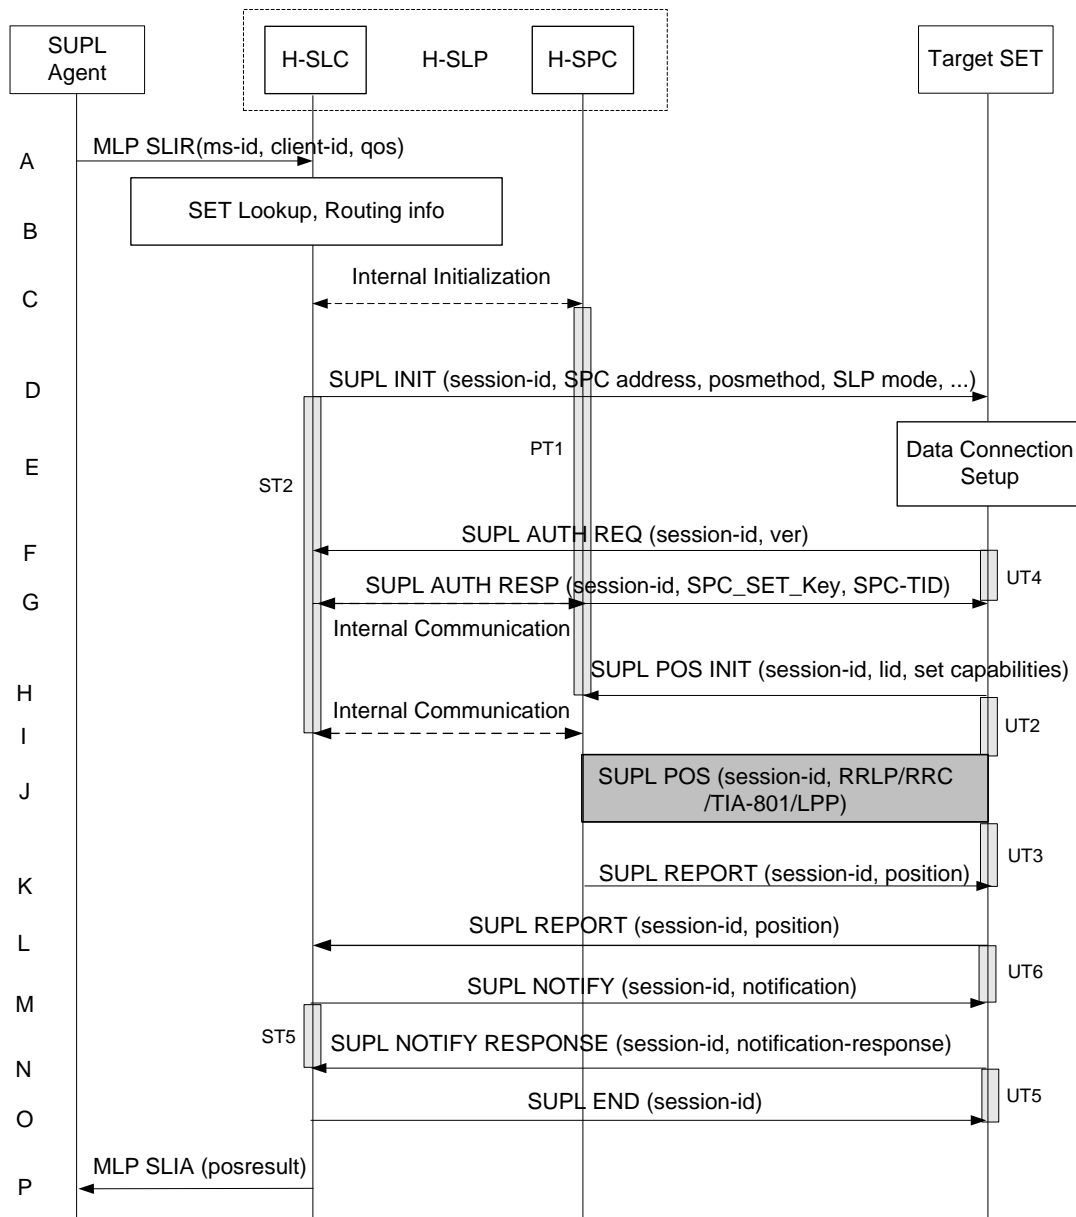 SUPL
Agent
H-SLC
H-SLP
H-SPC
Target SET
A
MLP SLIR(ms-id, client-id, qos)
B
SET Lookup, Routing info
C
Internal Initialization
D
SUPL INIT (session-id, SPC address, posmethod, SLP mode, ...)
E
ST2
PT1
Data Connection
Setup
F
SUPL AUTH REQ (session-id, ver)
UT4
G
SUPL AUTH RESP (session-id, SPC_SET_Key, SPC-TID)
Internal Communication
H
SUPL POS INIT (session-id, lid, set capabilities)
I
Internal Communication
UT2
J
SUPL POS (session-id, RRLP/RRC
/TIA-801/LPP)
UT3
K
SUPL REPORT (session-id, position)
L
SUPL REPORT (session-id, position)
UT6
M
SUPL NOTIFY (session-id, notification)
ST5
N
SUPL NOTIFY RESPONSE (session-id, notification-response)
UT5
O
SUPL END (session-id)
P
MLP SLIA (posresult)